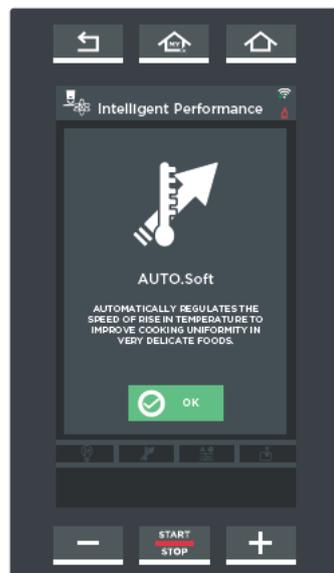 MY
Intelligent Performance
AUTO.Soft
AUTOMATICALLY REGULATES THE
SPEED OF RISE IN TEMPERATURE TO
IMPROVE COOKING UNIFORMITY IN
VERY DELICATE FOODS.
OK
START
STOP